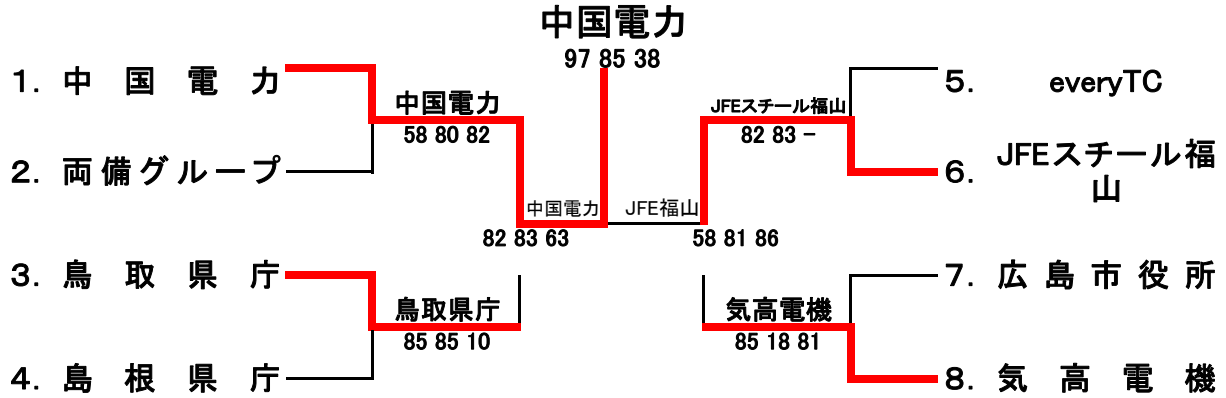 中国電力
97 85 38
1. 中国電力
中国電力
58 80 82
2. 両備グループ
中国電力
82 83 63
3. 鳥取県庁
鳥取県庁
85 85 10
4. 島根県庁
5. everyTC
JFEスチール福山
82 83 −
6. JFEスチール福
山
JFE福山
58 81 86
7. 広島市役所
気高電機
85 18 81
8. 気高電機